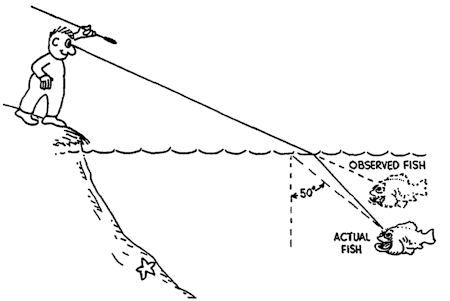 OBSERVED FISH
50°
ACTUAL
FISH